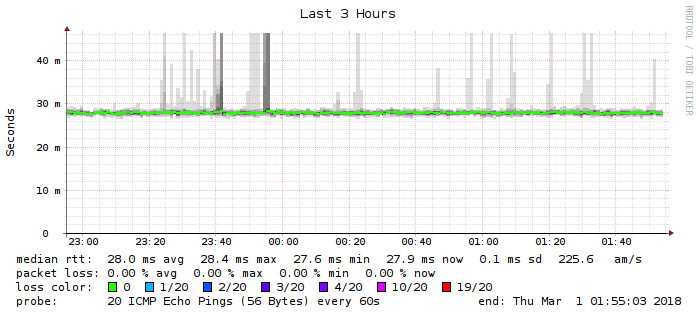 Last 3 Hours
RRDTOOL / TOBI OETIKER
Seconds
40 m
30 m
20 m
10 m
0
23:00 23:20 23:40 00:00 00:20 00:40 01:00 01:20 01:40
median rtt: 28.0 ms avg 28.4 ms max 27.6 ms min 27.9 ms now 0.1 ms sd 225.6 am/s
packet loss: 0.00 % avg 0.00 % max 0.00 % min 0.00 % now
loss color: 0 1/20 2/20 3/20 4/20 10/20 19/20
probe: 20 ICMP Echo Pings (56 Bytes) every 60s end: Thu Mar 1 01:55:03 2018